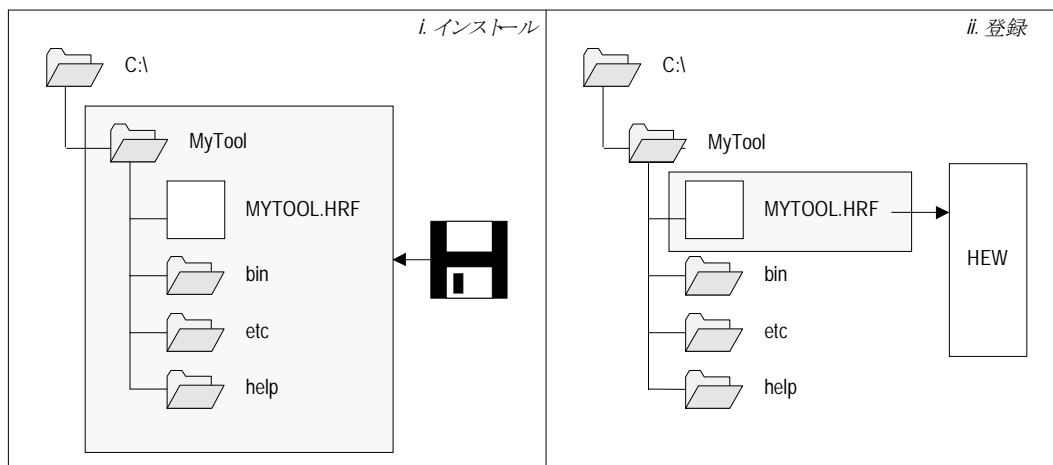 i. インストール
C:\
MyTool
MYTOOL.HRF
bin
etc
help
ii. 登録
C:\
MyTool
MYTOOL.HRF
HEW
bin
etc
help